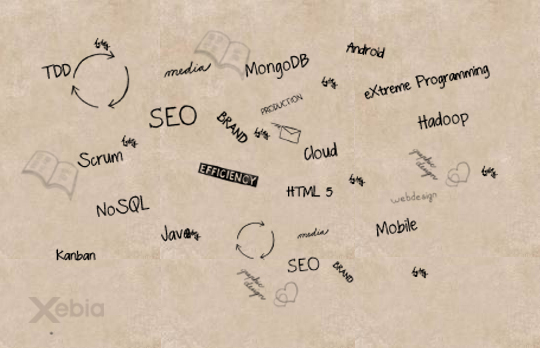 Android
TDD
media
MongoDB
eXtreme Programming
PRODUCTION
SEO
BRAND
Hadoop
Scrum
Cloud
graphic design
EFFICIENCY
HTML 5
webdesign
NoSQL
Java
media
Mobile
Kanban
SEO
BRAND
graphic design
Xebia